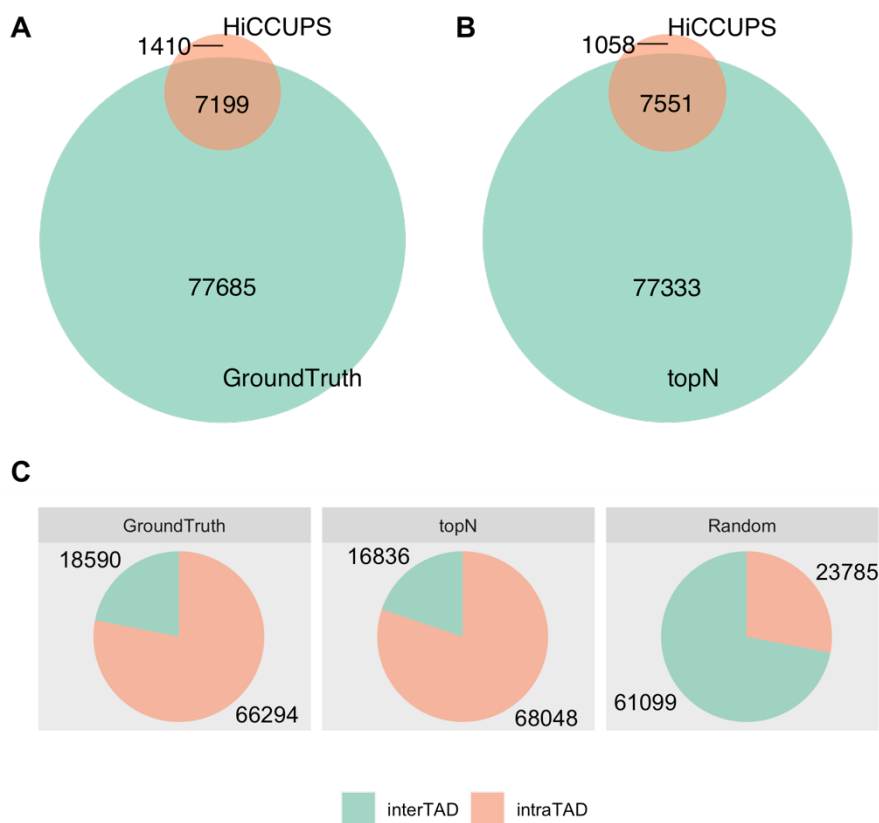 A
HiCCUPS
1410
7199
77685
GroundTruth
B
HiCCUPS
1058
7551
77333
topN
C
GroundTruth
18590
66294
topN
16836
68048
Random
23785
61099
interTAD
intraTAD